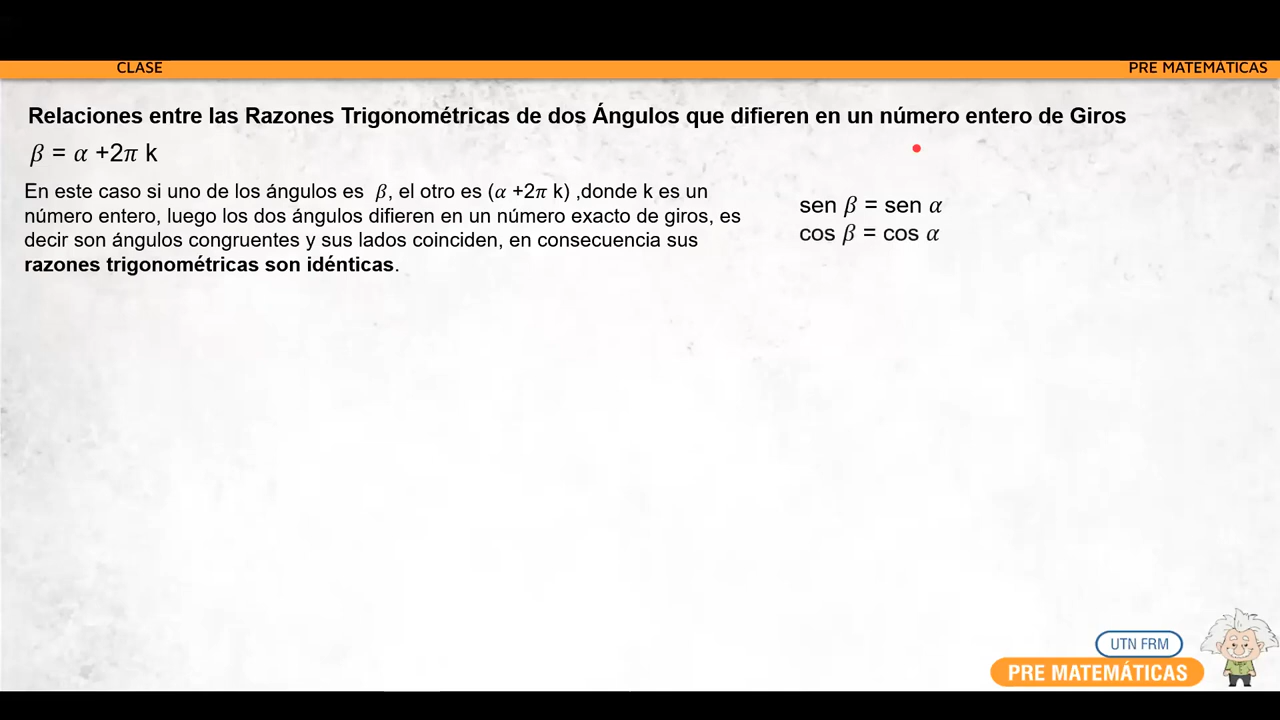 CLASE
PRE MATEMÁTICAS
Relaciones entre las Razones Trigonométricas de dos Ángulos que difieren en un número entero de Giros
β = α +2π k
En este caso si uno de los ángulos es β, el otro es (α +2π k) ,donde k es un
número entero, luego los dos ángulos difieren en un número exacto de giros, es
decir son ángulos congruentes y sus lados coinciden, en consecuencia sus
razones trigonométricas son idénticas.
sen β = sen α
cos β = cos α
UTN FRM
PRE MATEMÁTICAS